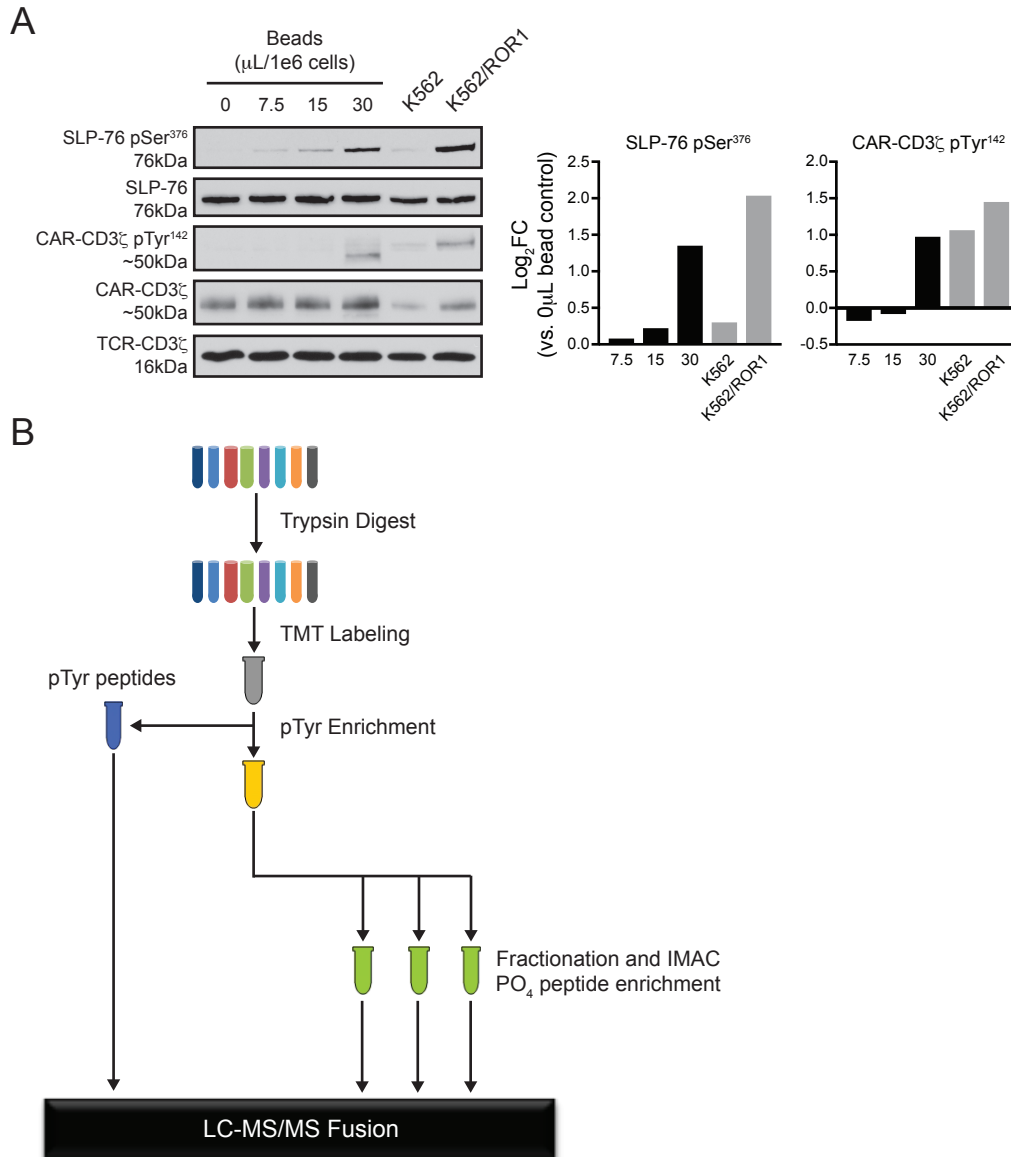 A
Beads
(μL/1e6 cells)
0 7.5 15 30 K562 K562/ROR1
SLP-76 pSer³⁷⁶
76kDa
SLP-76
76kDa
CAR-CD3ζ pTyr¹⁴²
~50kDa
CAR-CD3ζ
~50kDa
TCR-CD3ζ
16kDa
SLP-76 pSer³⁷⁶
Log₂FC
(vs. 0μL bead control)
2.5
2.0
1.5
1.0
0.5
0.0
7.5 15 30 K562 K562/ROR1
CAR-CD3ζ pTyr¹⁴²
2.0
1.5
1.0
0.5
0.0
-0.5
7.5 15 30 K562 K562/ROR1
B
Trypsin Digest
TMT Labeling
pTyr peptides
pTyr Enrichment
Fractionation and IMAC
PO₄ peptide enrichment
LC-MS/MS Fusion